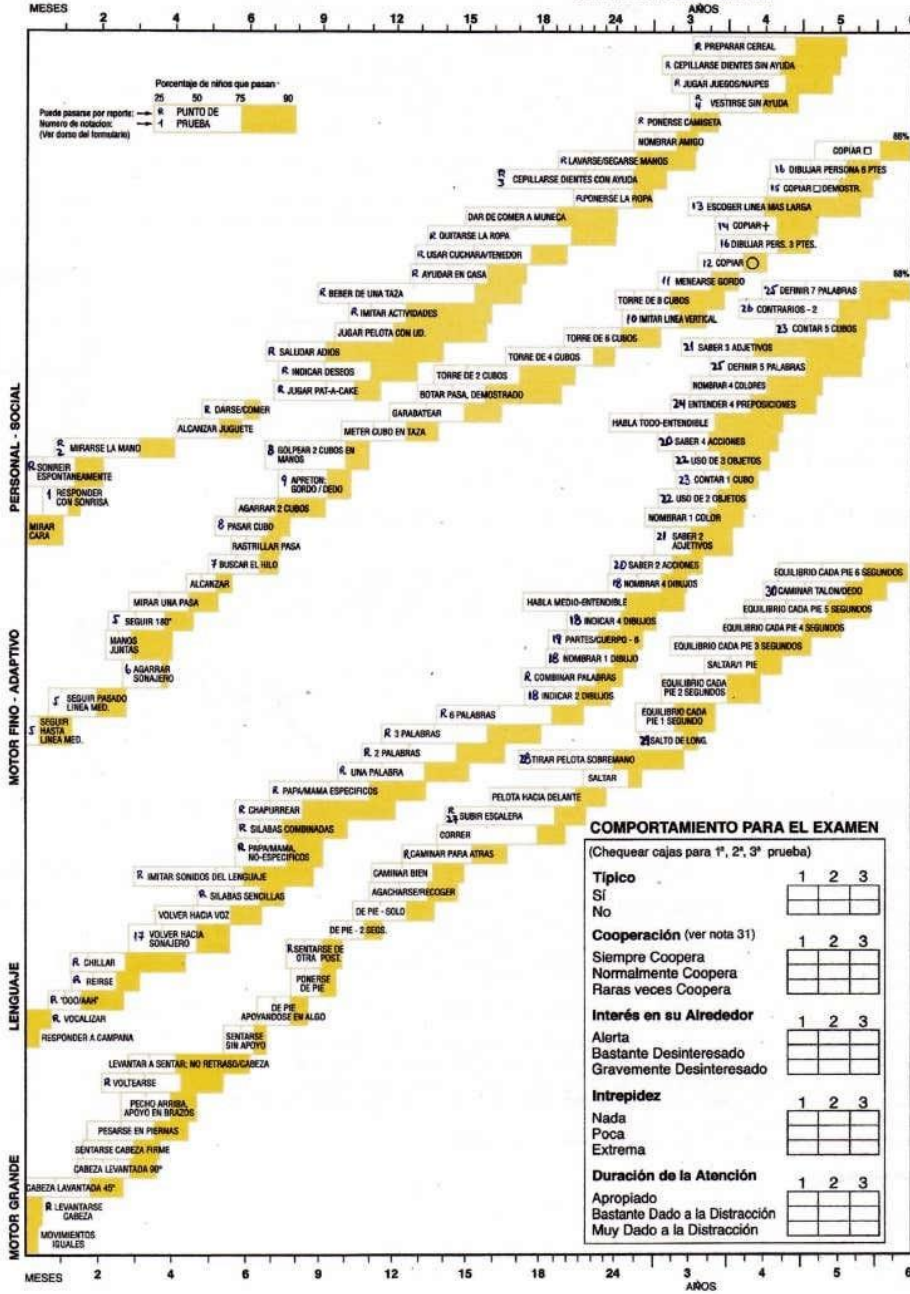 MESES
2
4
6
9
12
15
18
24
AÑOS
3
4
5
6
Porcentaje de niños que pasan
25 50 75 90
Puede pasarse por reporte: → R PUNTO DE
Numero de notacion: → 1 PRUEBA
(Ver dorso del formulario)
PERSONAL - SOCIAL
R PREPARAR CEREAL
R CEPILLARSE DIENTES SIN AYUDA
R JUGAR JUEGOS/NAIPES
R 4 VESTIRSE SIN AYUDA
R PONERSE CAMISETA
NOMBRAR AMIGO
R LAVARSE/SECARSE MANOS
R 3 CEPILLARSE DIENTES CON AYUDA
R PONERSE LA ROPA
DAR DE COMER A MUNECA
R QUITARSE LA ROPA
R USAR CUCHARA/TENEDOR
R AYUDAR EN CASA
R BEBER DE UNA TAZA
R IMITAR ACTIVIDADES
JUGAR PELOTA CON UD.
R SALUDAR ADIOS
R INDICAR DESEOS
R JUGAR PAT-A-CAKE
R DARSE/COMER
ALCANZAR JUGUETE
R 2 MIRARSE LA MANO
R SONREIR
ESPONTANEAMENTE
1 RESPONDER
CON SONRISA
MIRAR
CARA
MOTOR FINO - ADAPTIVO
COPIAR □ 86%
16 DIBUJAR PERSONA 6 PTES
15 COPIAR □ DEMOSTR.
13 ESCOGER LINEA MAS LARGA
14 COPIAR +
16 DIBUJAR PERS. 3 PTES.
12 COPIAR ○
11 MENEARSE GORDO
TORRE DE 8 CUBOS
10 IMITAR LINEA VERTICAL
TORRE DE 6 CUBOS
TORRE DE 4 CUBOS
TORRE DE 2 CUBOS
BOTAR PASA, DEMOSTRADO
GARABATEAR
METER CUBO EN TAZA
8 GOLPEAR 2 CUBOS EN
MANOS
9 APRETON:
GORDO / DEDO
AGARRAR 2 CUBOS
8 PASAR CUBO
RASTRILLAR PASA
7 BUSCAR EL HILO
ALCANZAR
MIRAR UNA PASA
5 SEGUIR 180°
MANOS
JUNTAS
6 AGARRAR
SONAJERO
5 SEGUIR PASADO
LINEA MED.
5 SEGUIR
HASTA
LINEA MED.
LENGUAJE
25 DEFINIR 7 PALABRAS 88%
26 CONTRARIOS - 2
23 CONTAR 5 CUBOS
21 SABER 3 ADJETIVOS
25 DEFINIR 5 PALABRAS
NOMBRAR 4 COLORES
24 ENTENDER 4 PREPOSICIONES
HABLA TODO-ENTENDIBLE
20 SABER 4 ACCIONES
22 USO DE 3 OBJETOS
23 CONTAR 1 CUBO
22 USO DE 2 OBJETOS
NOMBRAR 1 COLOR
21 SABER 2
ADJETIVOS
20 SABER 2 ACCIONES
18 NOMBRAR 4 DIBUJOS
HABLA MEDIO-ENTENDIBLE
18 INDICAR 4 DIBUJOS
19 PARTES/CUERPO - 6
18 NOMBRAR 1 DIBUJO
R COMBINAR PALABRAS
18 INDICAR 2 DIBUJOS
R 6 PALABRAS
R 3 PALABRAS
R 2 PALABRAS
R UNA PALABRA
R PAPA/MAMA ESPECIFICOS
R CHAPURREAR
R SILABAS COMBINADAS
R PAPA/MAMA,
NO-ESPECIFICOS
R IMITAR SONIDOS DEL LENGUAJE
R SILABAS SENCILLAS
VOLVER HACIA VOZ
17 VOLVER HACIA
SONAJERO
R CHILLAR
R REIRSE
R "OOO/AAH"
R VOCALIZAR
RESPONDER A CAMPANA
MOTOR GRANDE
EQUILIBRIO CADA PIE 6 SEGUNDOS
30 CAMINAR TALON/DEDO
EQUILIBRIO CADA PIE 5 SEGUNDOS
EQUILIBRIO CADA PIE 4 SEGUNDOS
EQUILIBRIO CADA PIE 3 SEGUNDOS
SALTAR/1 PIE
EQUILIBRIO CADA
PIE 2 SEGUNDOS
EQUILIBRIO CADA
PIE 1 SEGUNDO
29 SALTO DE LONG.
28 TIRAR PELOTA SOBREMANO
SALTAR
PELOTA HACIA DELANTE
R 27 SUBIR ESCALERA
CORRER
R CAMINAR PARA ATRAS
CAMINAR BIEN
AGACHARSE/RECOGER
DE PIE - SOLO
DE PIE - 2 SEGS.
R SENTARSE DE
OTRA POST.
PONERSE
DE PIE
DE PIE
APOYANDOSE EN ALGO
SENTARSE
SIN APOYO
LEVANTAR A SENTAR; NO RETRASO/CABEZA
R VOLTEARSE
PECHO ARRIBA,
APOYO EN BRAZOS
PESARSE EN PIERNAS
SENTARSE CABEZA FIRME
CABEZA LEVANTADA 90°
CABEZA LAVANTADA 45°
R LEVANTARSE
CABEZA
MOVIMIENTOS
IGUALES
COMPORTAMIENTO PARA EL EXAMEN
(Chequear cajas para 1ª, 2ª, 3ª prueba)
Típico 1 2 3
Sí
No
Cooperación (ver nota 31) 1 2 3
Siempre Coopera
Normalmente Coopera
Raras veces Coopera
Interés en su Alrededor 1 2 3
Alerta
Bastante Desinteresado
Gravemente Desinteresado
Intrepidez 1 2 3
Nada
Poca
Extrema
Duración de la Atención 1 2 3
Apropiado
Bastante Dado a la Distracción
Muy Dado a la Distracción
MESES
2
4
6
9
12
15
18
24
3
AÑOS
4
5
6